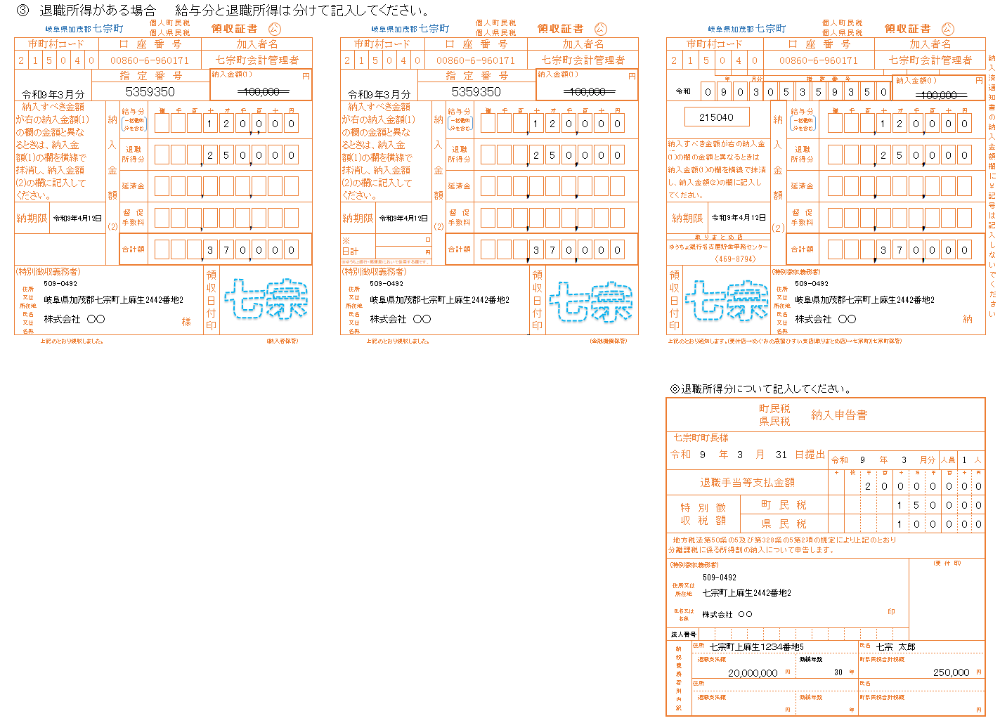 ③ 退職所得がある場合 給与分と退職所得は分けて記入してください。
岐阜県加茂郡七宗町 個人町民税 個人県民税 領収証書 公
市町村コード 口座番号 加入者名
2 1 5 0 4 0 00860-6-960171 七宗町会計管理者
指定番号 納入金額(1) 円
令和9年3月分 5359350 100,000
納入すべき金額
が右の納入金額(1)
の欄の金額と異な
るときは、納入金
額(1)の欄を横線で
抹消し、納入金額
(2)の欄に記入して
ください。
納入金額(2)
給与分 (一括徴収分を含む) 億 千 百 十 万 千 百 十 円
1 2 0 , 0 0 0
退職所得分 2 5 0 0 0 0
延滞金
督促手数料
合計額 3 7 0 0 0 0
納期限 令和9年4月12日
(特別徴収義務者)
住所又は所在地 509-0492
岐阜県加茂郡七宗町上麻生2442番地2
氏名又は名称 株式会社 〇〇 様
領収日付印 七宗
上記のとおり領収しました。 (納入者保管)
岐阜県加茂郡七宗町 個人町民税 個人県民税 領収証書 公
市町村コード 口座番号 加入者名
2 1 5 0 4 0 00860-6-960171 七宗町会計管理者
指定番号 納入金額(1) 円
令和9年3月分 5359350 100,000
納入すべき金額
が右の納入金額(1)
の欄の金額と異な
るときは、納入金
額(1)の欄を横線で
抹消し、納入金額
(2)の欄に記入して
ください。
納入金額(2)
給与分 (一括徴収分を含む) 億 千 百 十 万 千 百 十 円
1 2 0 0 0 0
退職所得分 2 5 0 0 0 0
延滞金
督促手数料
合計額 3 7 0 0 0 0
納期限 令和9年4月12日
※日計 口 円
※ゆうちょ銀行・郵便局において使用する欄です。
(特別徴収義務者)
住所又は所在地 509-0492
岐阜県加茂郡七宗町上麻生2442番地2
氏名又は名称 株式会社 〇〇
領収日付印 七宗
上記のとおり領収しました。 (金融機関保管)
岐阜県加茂郡七宗町 個人町民税 個人県民税 領収証書 公
市町村コード 口座番号 加入者名
2 1 5 0 4 0 00860-6-960171 七宗町会計管理者
年 月分 指定番号 納入金額(1) 円
令和 0 9 0 3 0 5 3 5 9 3 5 0 100,000
215040
納入すべき金額が右の納入金額
(1)の欄の金額と異なるときは
納入金額(1)の欄を横線で抹消
し、納入金額(2)の欄に記入し
てください。
納入金額(2)
給与分 (一括徴収分を含む) 億 千 百 十 万 千 百 十 円
1 2 0 0 0 0
退職所得分 2 5 0 0 0 0
延滞金
督促手数料
合計額 3 7 0 0 0 0
納期限 令和9年4月12日
取りまとめ店
ゆうちょ銀行名古屋貯金事務センター
(469-8794)
領収日付印 七宗
(特別徴収義務者)
住所又は所在地 509-0492
岐阜県加茂郡七宗町上麻生2442番地2
氏名又は名称 株式会社 〇〇 納
上記のとおり通知します。(受付店→めぐみの農協ひすい支店(取りまとめ店)→七宗町)(七宗町保管)
納入済通知書の納入金額欄に¥記号は記入しないでください
◎退職所得分について記入してください。
町民税 県民税 納入申告書
七宗町町長様
令和 9 年 3 月 31 日提出
令和 9 年 3 月分 人員 1 人
退職手当等支払金額 十 億 千 百 十 万 千 百 十 円
2 0 0 0 0 0 0 0
特別徴収税額 町民税 1 5 0 0 0 0
県民税 1 0 0 0 0 0
地方税法第50条の5及び第328条の5第2項の規定により上記のとおり
分離課税に係る所得割の納入について申告します。
(特別徴収義務者) (受付印)
住所又は所在地 509-0492
七宗町上麻生2442番地2
氏名又は名称 株式会社 〇〇 印
法人番号
納税義務者別内訳
住所 七宗町上麻生1234番地5 氏名 七宗 太郎
退職支払額 勤続年数 町県民税合計税額
20,000,000 円 30 年 250,000 円
住所 氏名
退職支払額 勤続年数 町県民税合計税額
円 年 円